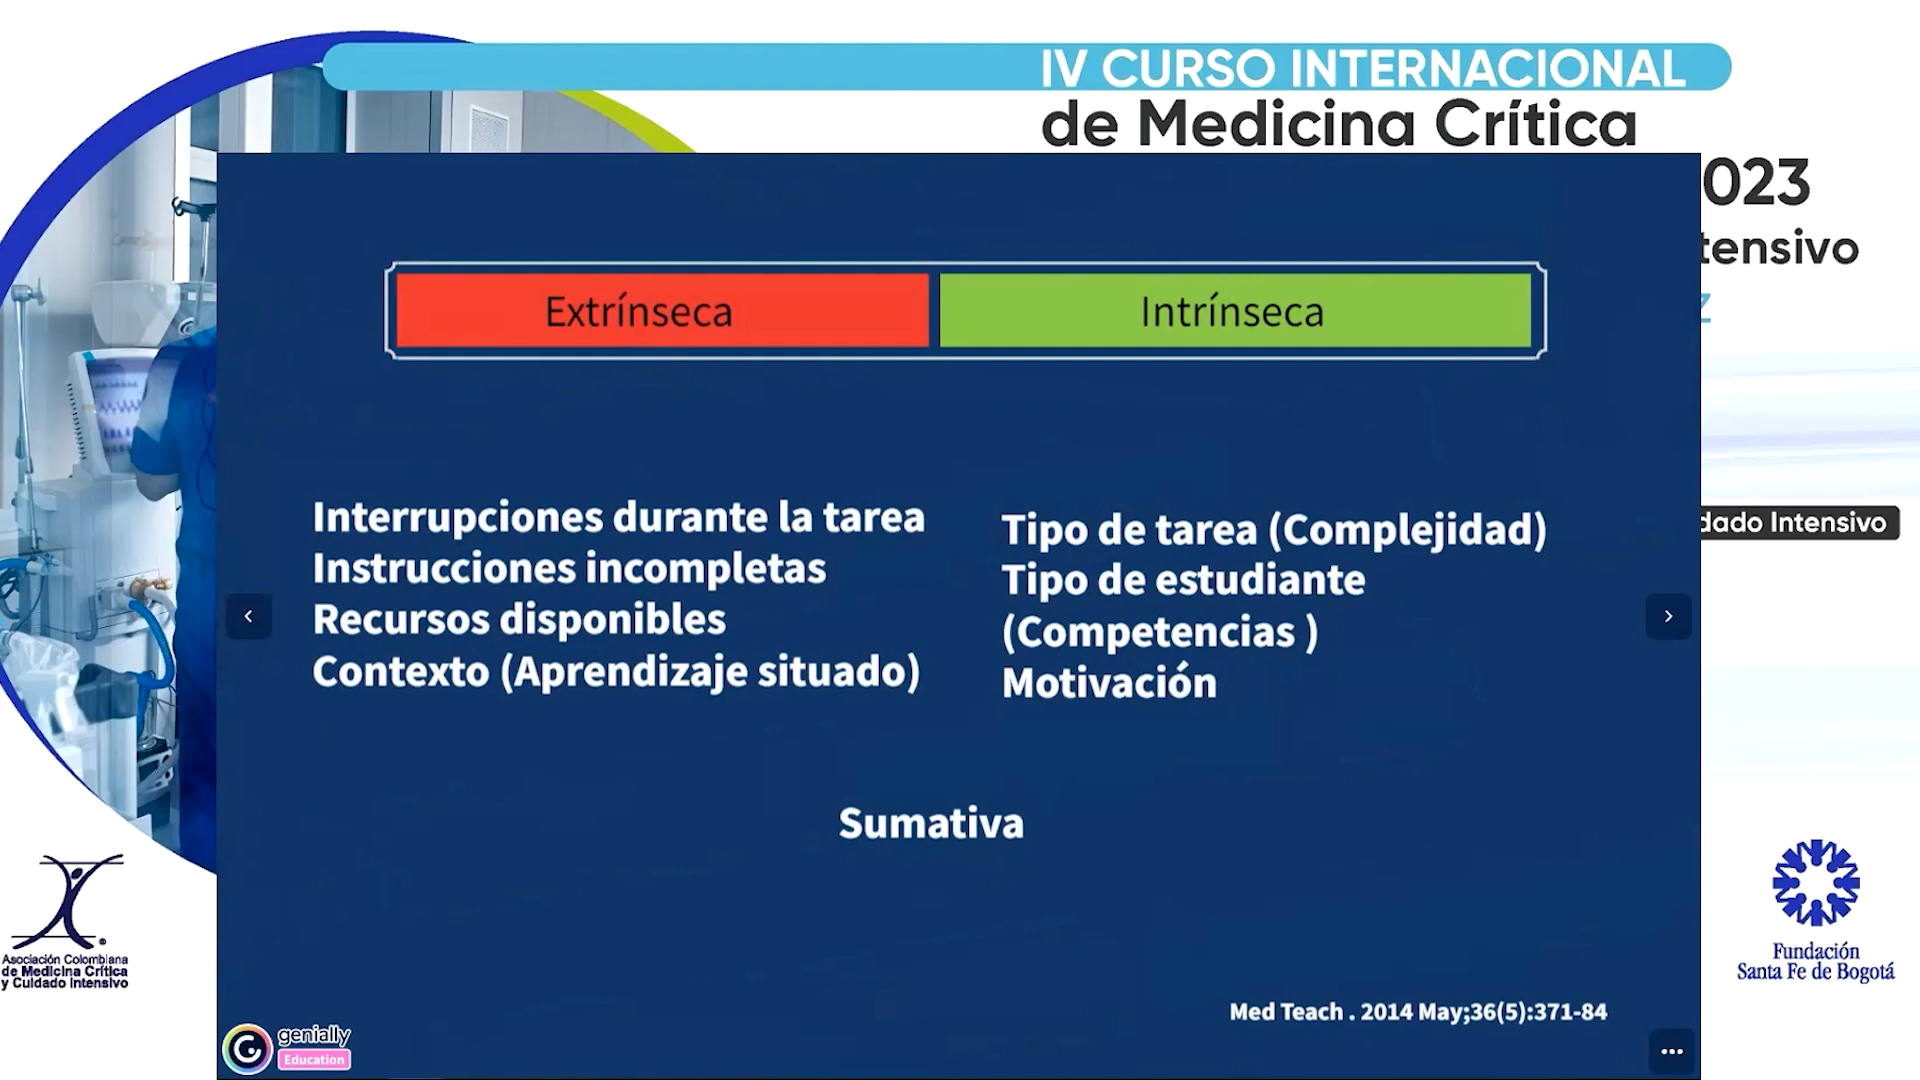 IV CURSO INTERNACIONAL
de Medicina Crítica
023
tensivo
Extrínseca
Intrínseca
Interrupciones durante la tarea
Instrucciones incompletas
Recursos disponibles
Contexto (Aprendizaje situado)
Tipo de tarea (Complejidad)
Tipo de estudiante
(Competencias )
Motivación
dado Intensivo
Sumativa
Med Teach . 2014 May;36(5):371-84
genially
Education
Asociación Colombiana
de Medicina Crítica
y Cuidado Intensivo
Fundación
Santa Fe de Bogotá